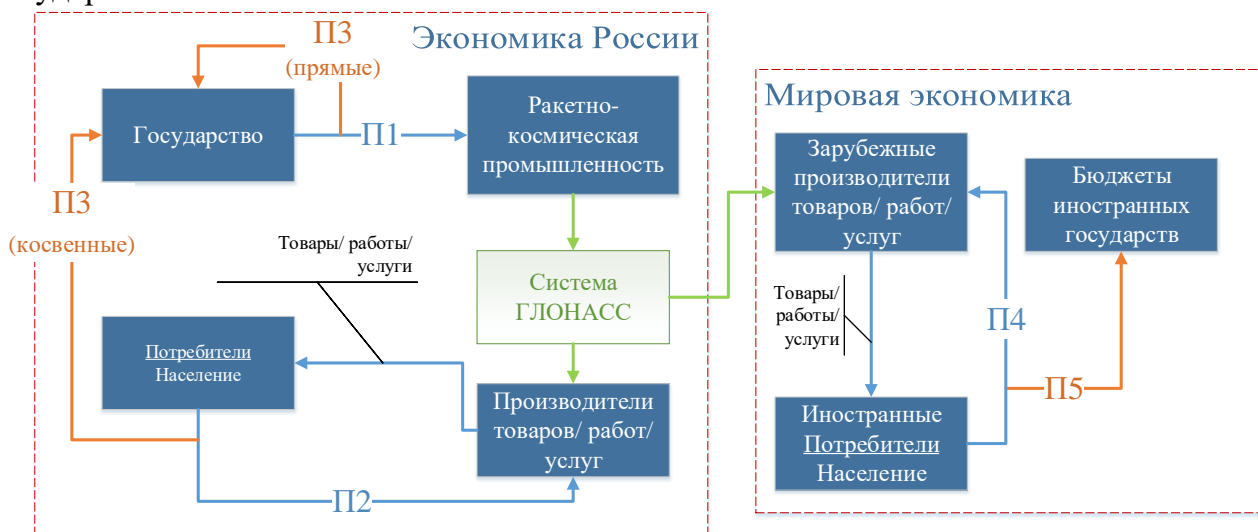 П3
(прямые)
Экономика России
Государство
П1
Ракетно-
космическая
промышленность
П3
(косвенные)
Товары/ работы/
услуги
Система
ГЛОНАСС
Потребители
Население
Производители
товаров/ работ/
услуг
П2
Мировая экономика
Зарубежные
производители
товаров/ работ/
услуг
Бюджеты
иностранных
государств
Товары/
работы/
услуги
П4
П5
Иностранные
Потребители
Население